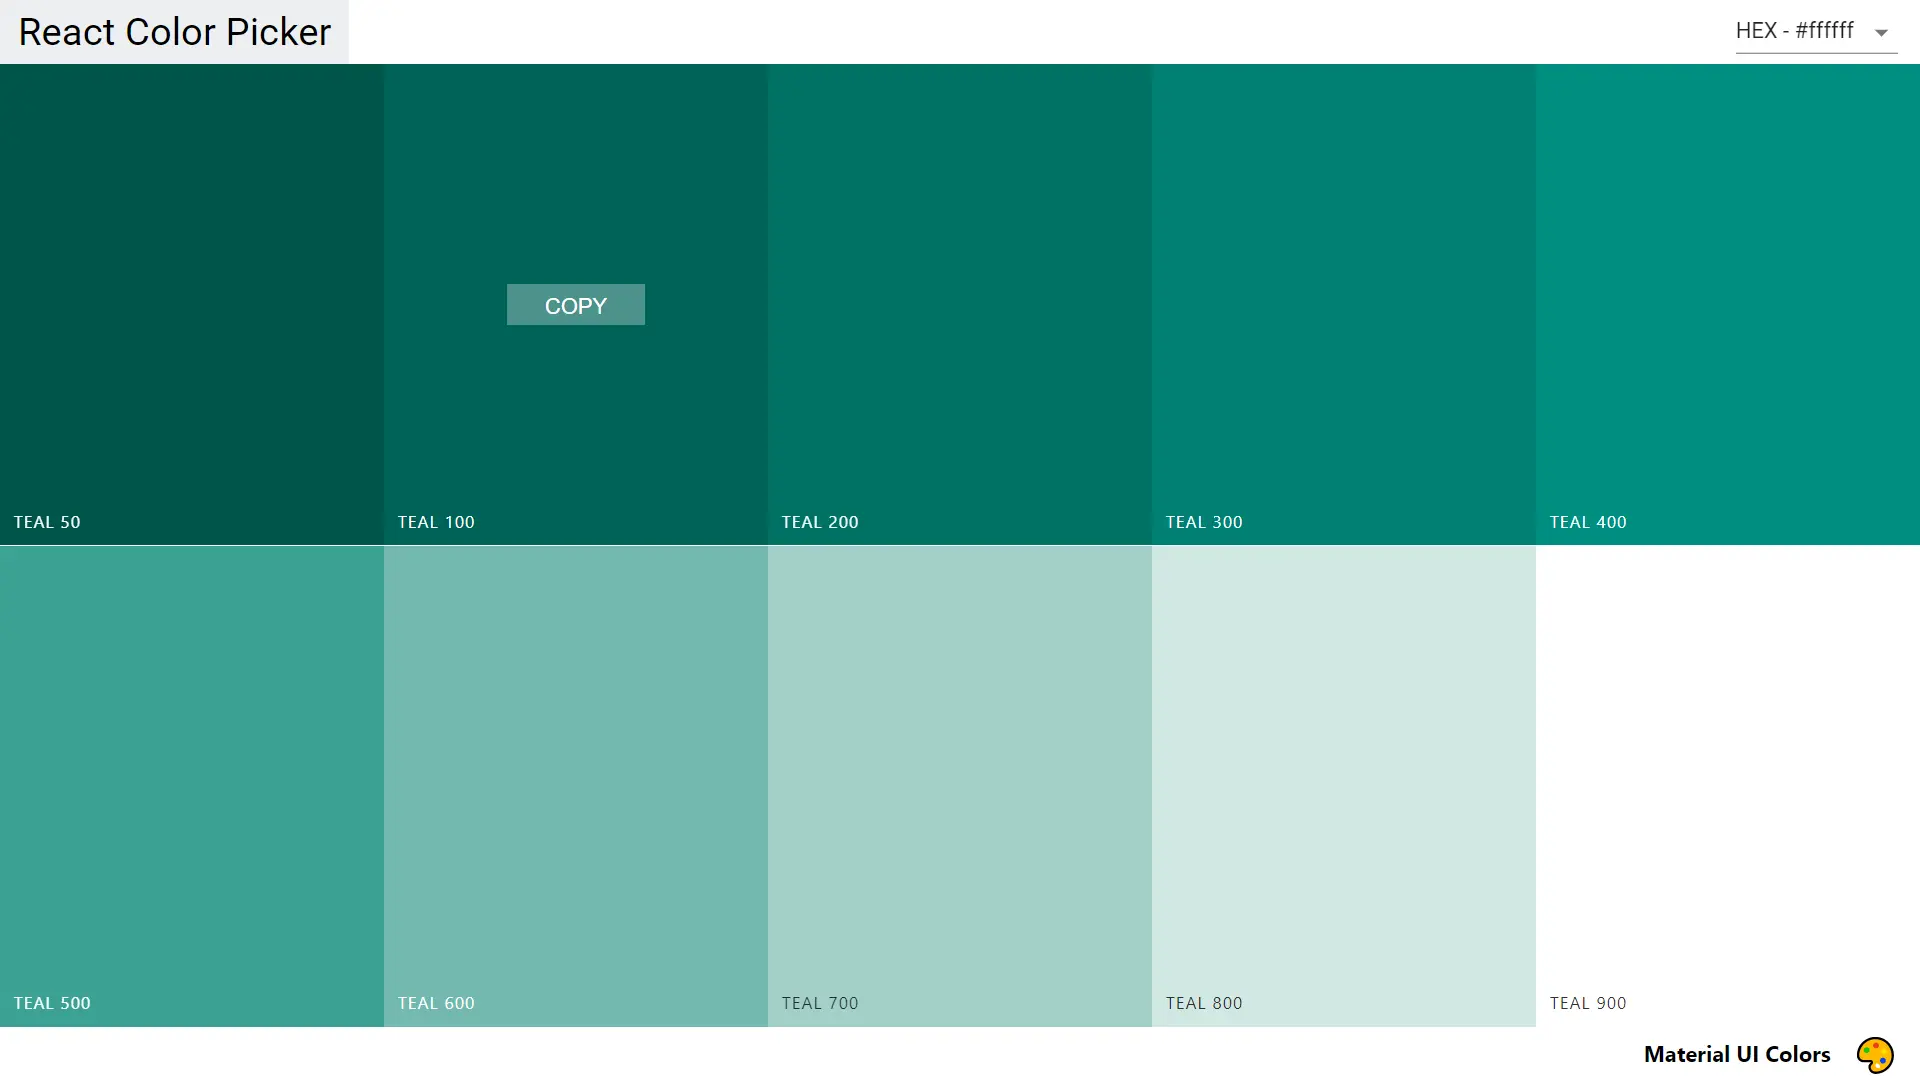 React Color Picker
HEX - #ffffff
COPY
TEAL 50
TEAL 100
TEAL 200
TEAL 300
TEAL 400
TEAL 500
TEAL 600
TEAL 700
TEAL 800
TEAL 900
Material UI Colors